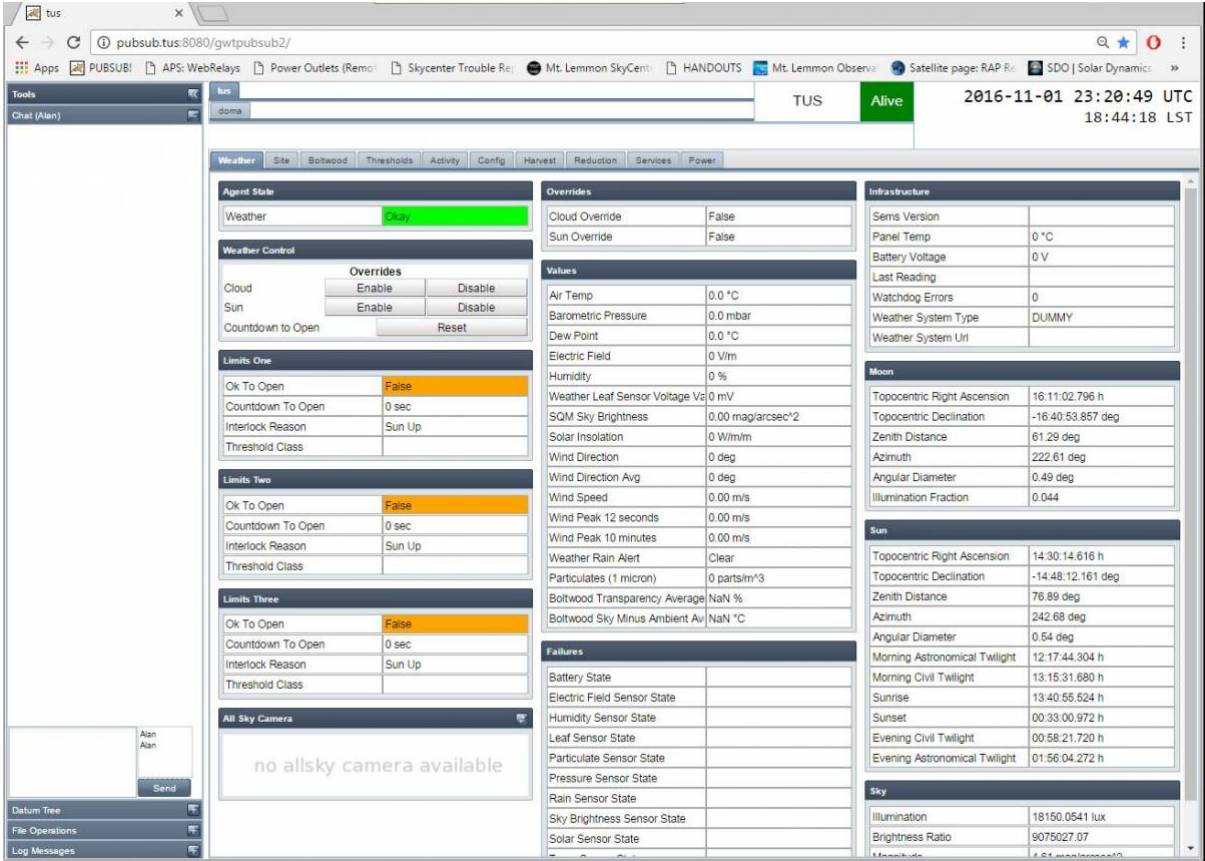 tus
pubsub.tus:8080/gwtpubsub2/
Apps PUBSUB! APS: WebRelays Power Outlets (Remo Skycenter Trouble Re Mt. Lemmon SkyCent HANDOUTS Mt. Lemmon Observa Satellite page: RAP Re SDO | Solar Dynamics »
Tools
Chat (Alan)
Alan
Alan
Send
Datum Tree
File Operations
Log Messages
tus
doma
TUS Alive
2016-11-01 23:20:49 UTC
18:44:18 LST
Weather Site Boltwood Thresholds Activity Config Harvest Reduction Services Power
Agent State
Weather Okay
Weather Control
Overrides
Cloud Enable Disable
Sun Enable Disable
Countdown to Open Reset
Limits One
Ok To Open False
Countdown To Open 0 sec
Interlock Reason Sun Up
Threshold Class
Limits Two
Ok To Open False
Countdown To Open 0 sec
Interlock Reason Sun Up
Threshold Class
Limits Three
Ok To Open False
Countdown To Open 0 sec
Interlock Reason Sun Up
Threshold Class
All Sky Camera
no allsky camera available
Overrides
Cloud Override False
Sun Override False
Values
Air Temp 0.0 °C
Barometric Pressure 0.0 mbar
Dew Point 0.0 °C
Electric Field 0 V/m
Humidity 0 %
Weather Leaf Sensor Voltage Va 0 mV
SQM Sky Brightness 0.00 mag/arcsec^2
Solar Insolation 0 W/m/m
Wind Direction 0 deg
Wind Direction Avg 0 deg
Wind Speed 0.00 m/s
Wind Peak 12 seconds 0.00 m/s
Wind Peak 10 minutes 0.00 m/s
Weather Rain Alert Clear
Particulates (1 micron) 0 parts/m^3
Boltwood Transparency Average NaN %
Boltwood Sky Minus Ambient Av NaN °C
Failures
Battery State
Electric Field Sensor State
Humidity Sensor State
Leaf Sensor State
Particulate Sensor State
Pressure Sensor State
Rain Sensor State
Sky Brightness Sensor State
Solar Sensor State
Infrastructure
Sems Version
Panel Temp 0 °C
Battery Voltage 0 V
Last Reading
Watchdog Errors 0
Weather System Type DUMMY
Weather System Url
Moon
Topocentric Right Ascension 16:11:02.796 h
Topocentric Declination -16:40:53.857 deg
Zenith Distance 61.29 deg
Azimuth 222.61 deg
Angular Diameter 0.49 deg
Illumination Fraction 0.044
Sun
Topocentric Right Ascension 14:30:14.616 h
Topocentric Declination -14:48:12.161 deg
Zenith Distance 76.89 deg
Azimuth 242.68 deg
Angular Diameter 0.54 deg
Morning Astronomical Twilight 12:17:44.304 h
Morning Civil Twilight 13:15:31.680 h
Sunrise 13:40:55.524 h
Sunset 00:33:00.972 h
Evening Civil Twilight 00:58:21.720 h
Evening Astronomical Twilight 01:56:04.272 h
Sky
Illumination 18150.0541 lux
Brightness Ratio 9075027.07